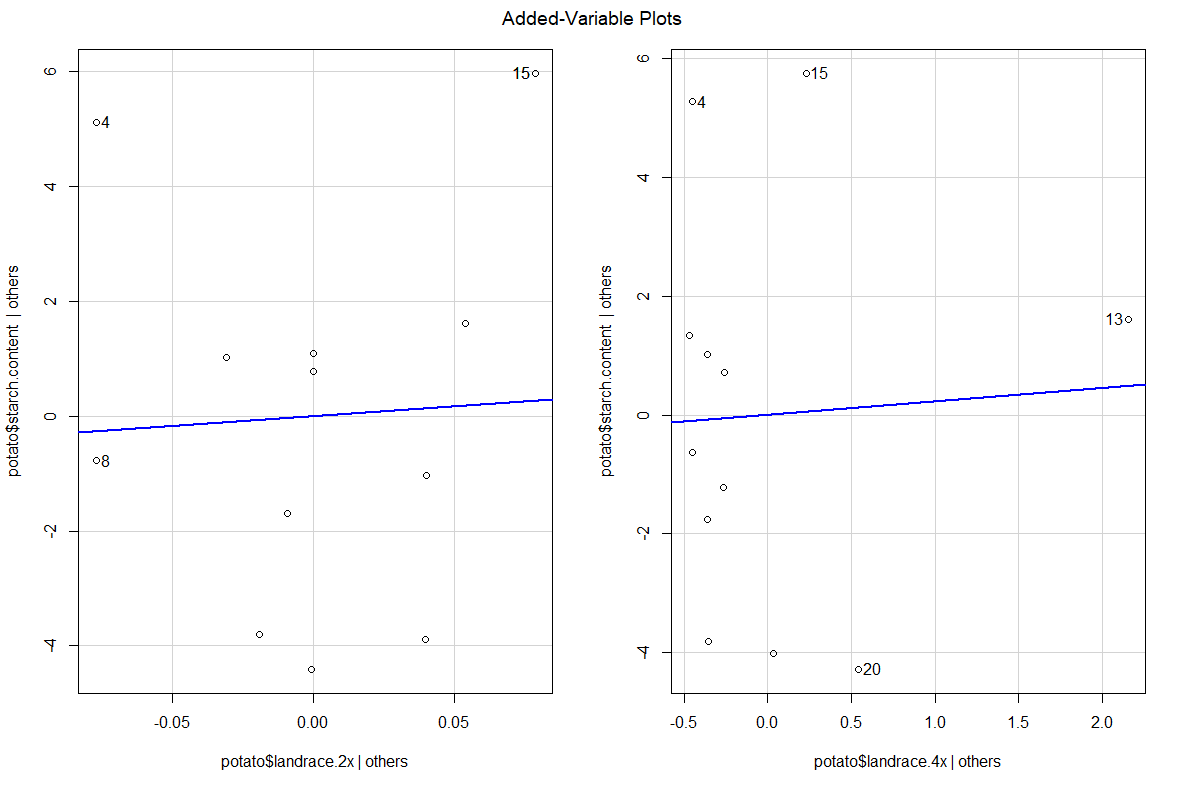 Added-Variable Plots
potato$starch.content | others
6
4
2
0
-2
-4
15
4
8
-0.05 0.00 0.05
potato$landrace.2x | others
potato$starch.content | others
6
4
2
0
-2
-4
15
4
13
20
-0.5 0.0 0.5 1.0 1.5 2.0
potato$landrace.4x | others